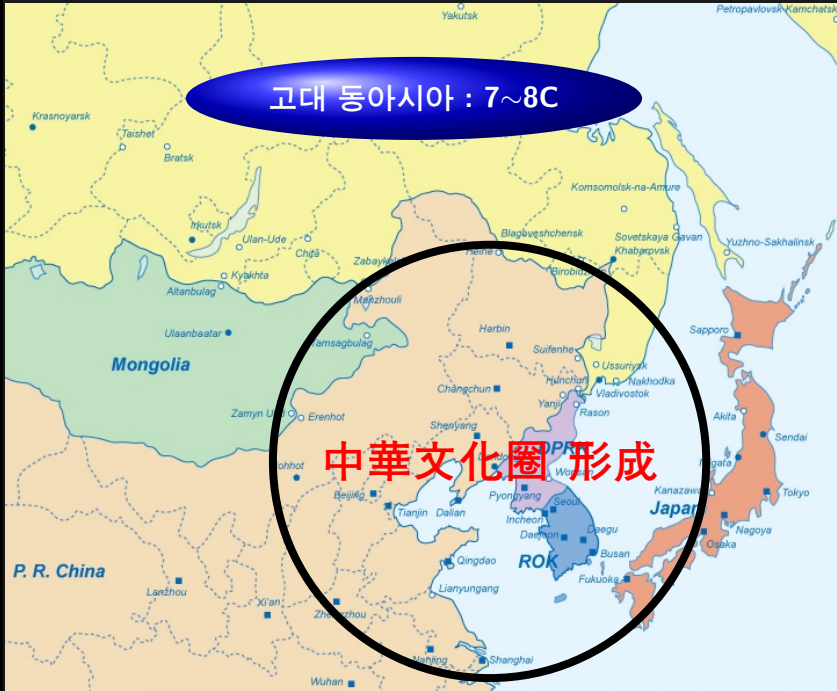 Yakutsk
Petropavlovsk-Kamchatsk
고대 동아시아 : 7~8C
Krasnoyarsk
Taishet
Bratsk
Komsomolsk-na-Amure
Irkutsk
Ulan-Ude
Chita
Blagoveshchensk
Sovetskaya Gavan
Yuzhno-Sakhalinsk
Heihe
Khabarovsk
Zabaykal
Birobidzhan
Kyakhta
Altanbulag
Manzhouli
Ulaanbaatar
Harbin
Sapporo
Tamsagbulag
Suifenhe
Mongolia
Ussuriysk
Hunchun
Nakhodka
Changchun
Vladivostok
Yanji
Rason
Zamyn Uud
Erenhot
Akita
Shenyang
Sendai
中華文化圈 形成
DPR
Wonsan
Niigata
Hohhot
Beijing
Pyongyang
Kanazawa
Tokyo
Tianjin
Dalian
Seoul
Japan
Incheon
Nagoya
Daejeon
Daegu
Osaka
Busan
ROK
Qingdao
P. R. China
Fukuoka
Lanzhou
Lianyungang
Xi'an
Zhengzhou
Nanjing
Shanghai
Wuhan